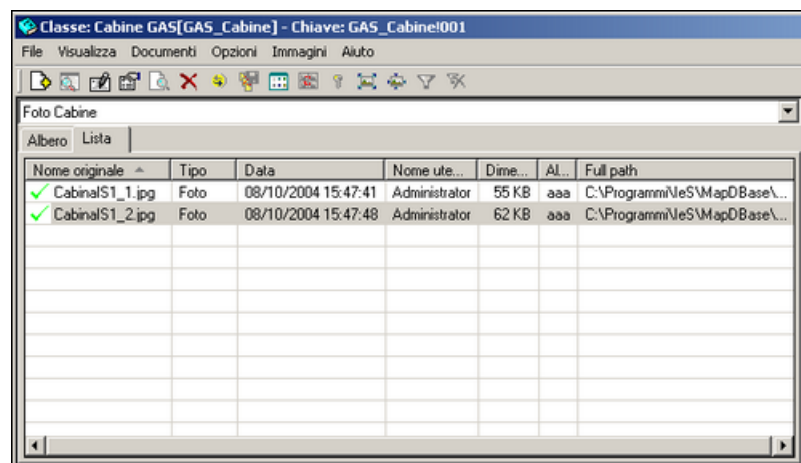 Classe: Cabine GAS[GAS_Cabine] - Chiave: GAS_Cabine!001
File Visualizza Documenti Opzioni Immagini Aiuto
Foto Cabine
Albero Lista
Nome originale Tipo Data Nome ute... Dime... Al... Full path
CabinaIS1_1.jpg Foto 08/10/2004 15:47:41 Administrator 55 KB aaa C:\Programmi\IeS\MapDBase\...
CabinaIS1_2.jpg Foto 08/10/2004 15:47:48 Administrator 62 KB aaa C:\Programmi\IeS\MapDBase\...